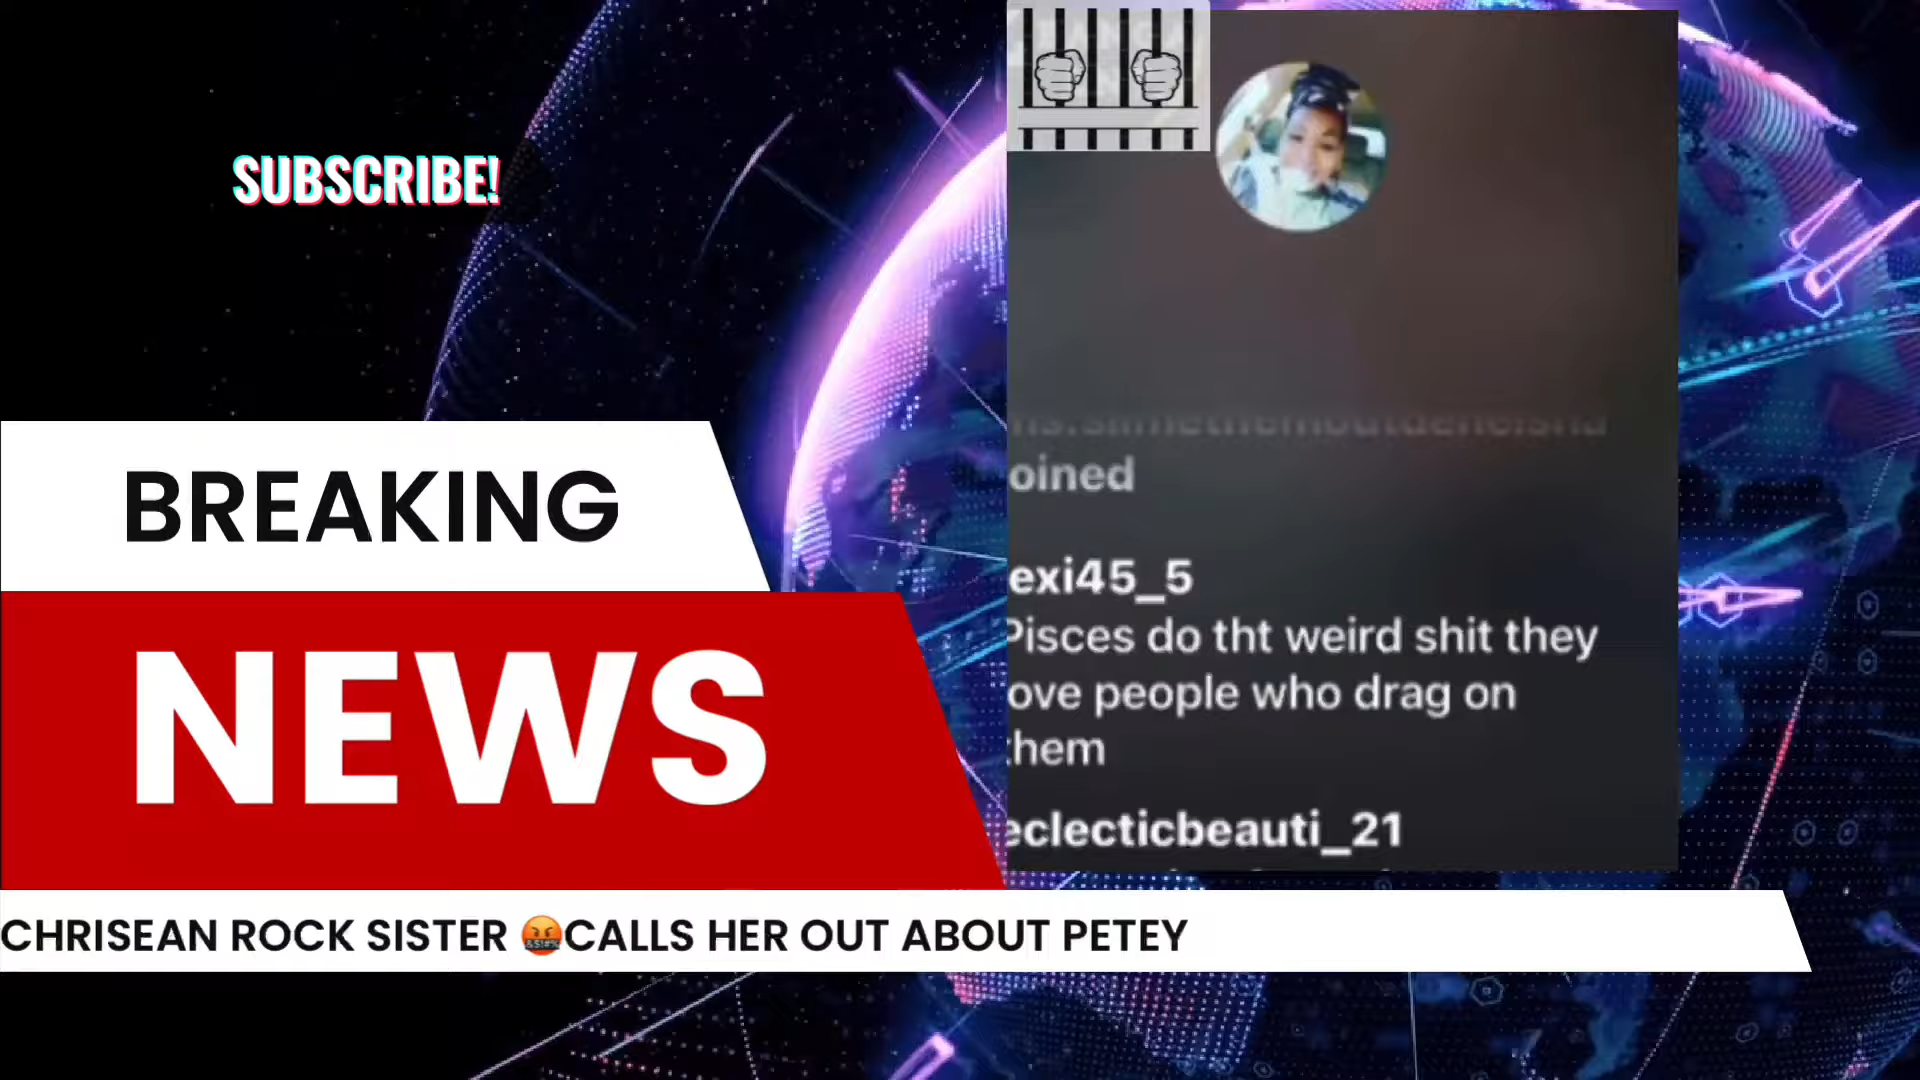 SUBSCRIBE!
BREAKING
NEWS
oined
exi45_5
Pisces do tht weird shit they
ove people who drag on
them
eclecticbeauti_21
CHRISEAN ROCK SISTER 🤬CALLS HER OUT ABOUT PETEY